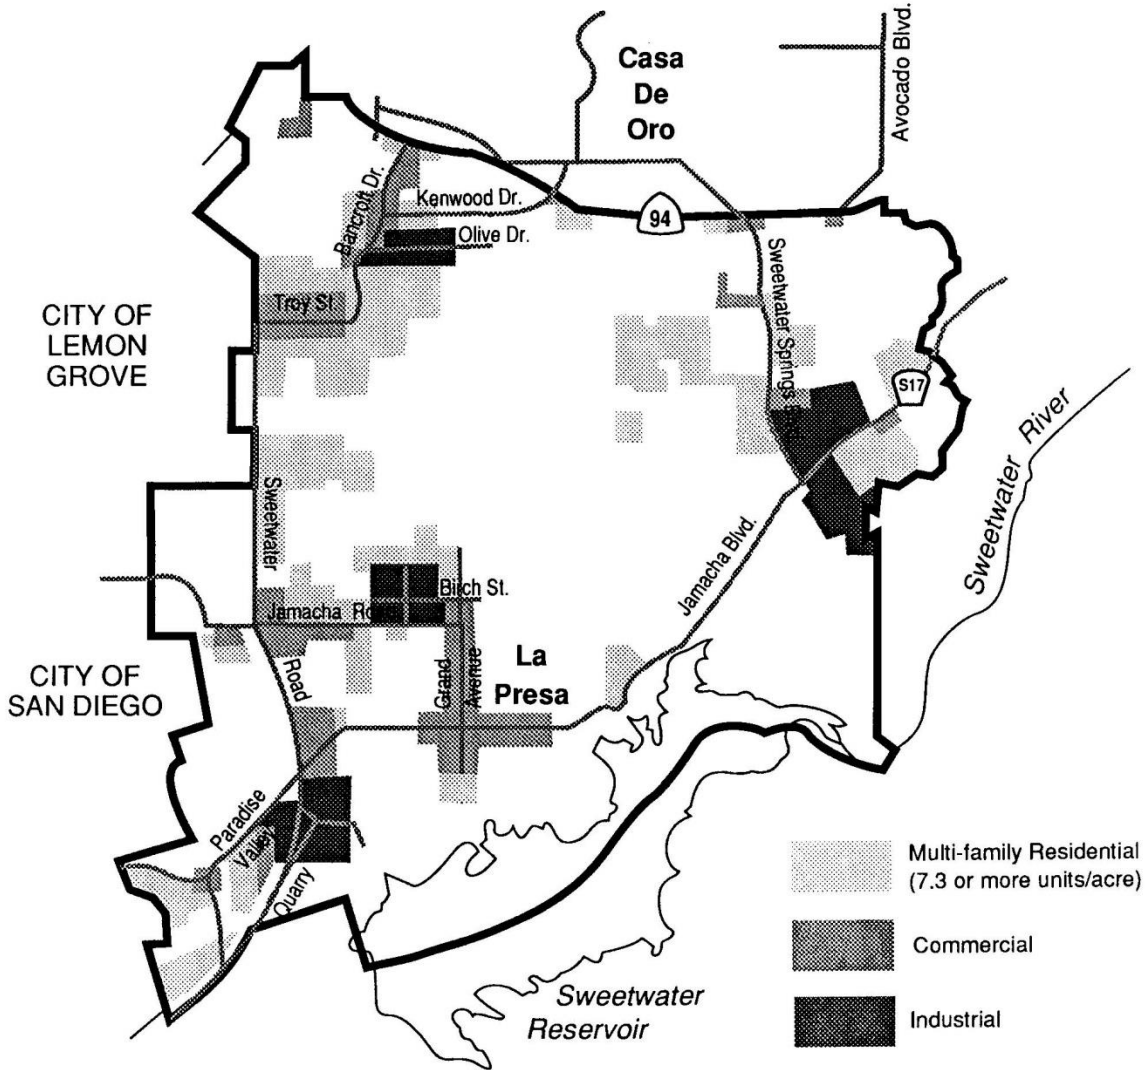 Casa
De
Oro
Avocado Blvd.
Bancroft Dr.
Kenwood Dr.
94
Olive Dr.
Troy St.
CITY OF
LEMON
GROVE
Sweetwater Springs Blvd.
S17
Sweetwater River
Sweetwater
Road
Birch St.
Jamacha Road
Jamacha Blvd.
CITY OF
SAN DIEGO
Grand
Avenue
La
Presa
Paradise
Valley
Quarry
Multi-family Residential
(7.3 or more units/acre)
Commercial
Industrial
Sweetwater
Reservoir